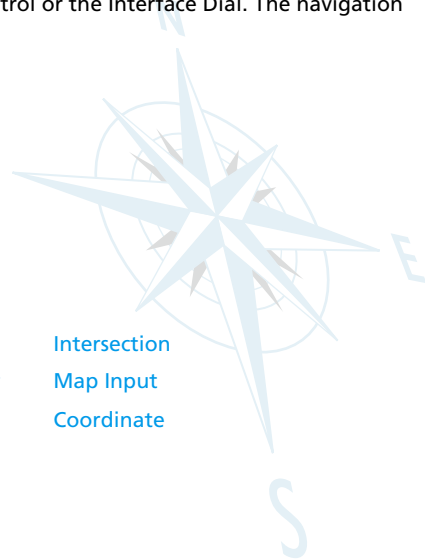 trol or the Interface Dial. The navigation
N
E
Intersection
Map Input
Coordinate
S